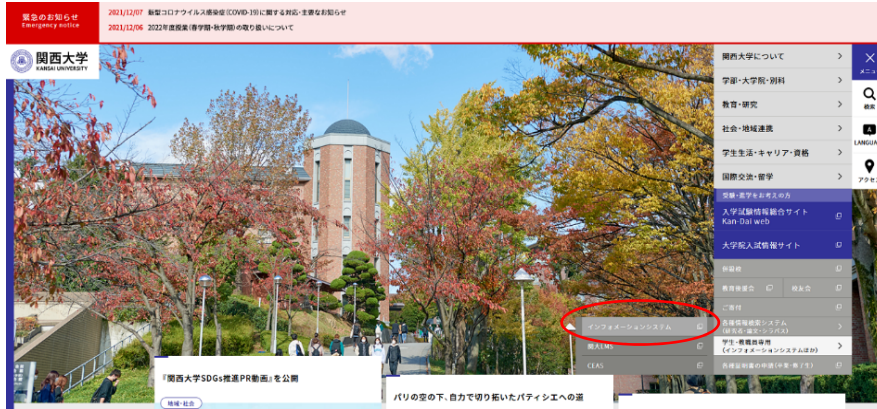 緊急のお知らせ
Emergency notice
2021/12/07 新型コロナウイルス感染症(COVID-19)に関する対応・主要なお知らせ
2021/12/06 2022年度授業(春学期・秋学期)の取り扱いについて
関西大学
KANSAI UNIVERSITY
関西大学について
学部・大学院・別科
教育・研究
社会・地域連携
学生生活・キャリア・資格
国際交流・留学
受験・進学をお考えの方
入学試験情報総合サイト
Kan-Dai web
大学院入試情報サイト
併設校
教育後援会
校友会
ご寄付
各種情報検索システム
(研究者・論文・シラバス)
学生・教職員専用
(インフォメーションシステムほか)
各種証明書の申請(卒業・修了生)
インフォメーションシステム
関大LMS
CEAS
メニュ
検索
A
LANGUA
アクセ
『関西大学SDGs推進PR動画』を公開
地域・社会
パリの空の下、自力で切り拓いたパティシエへの道